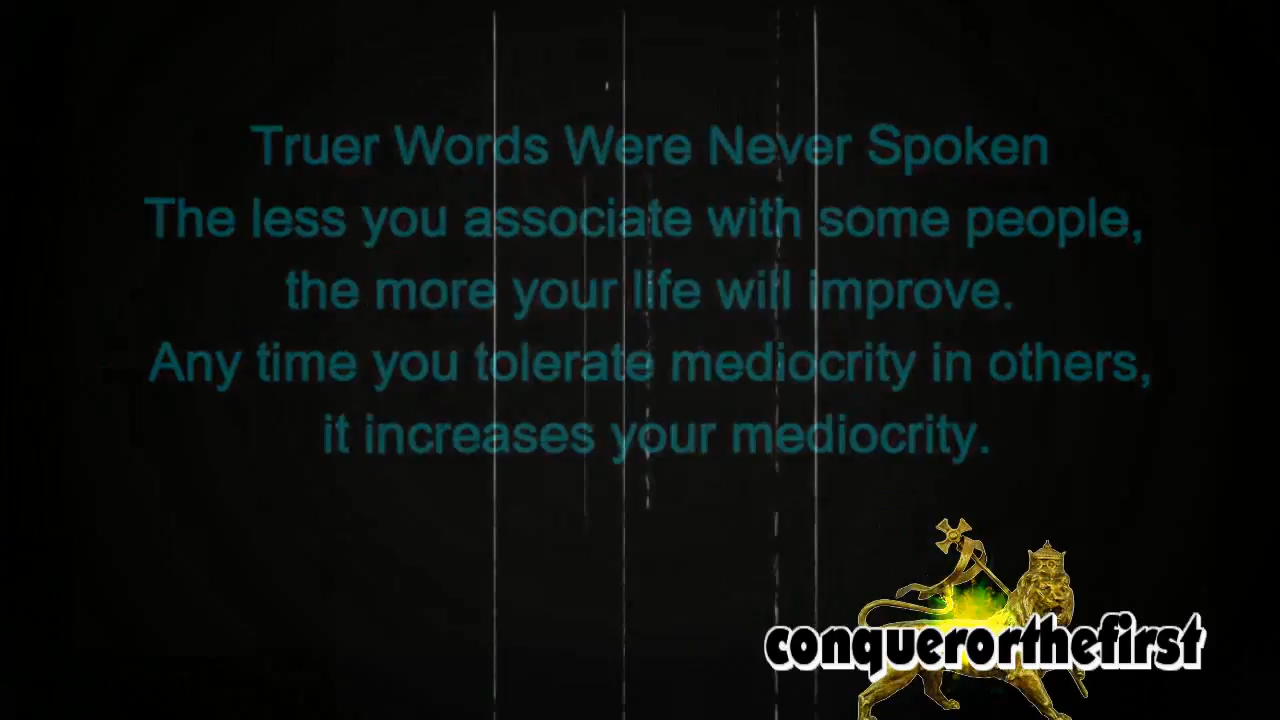 Truer Words Were Never Spoken
The less you associate with some people,
the more your life will improve.
Any time you tolerate mediocrity in others,
it increases your mediocrity.
conquerorthefirst